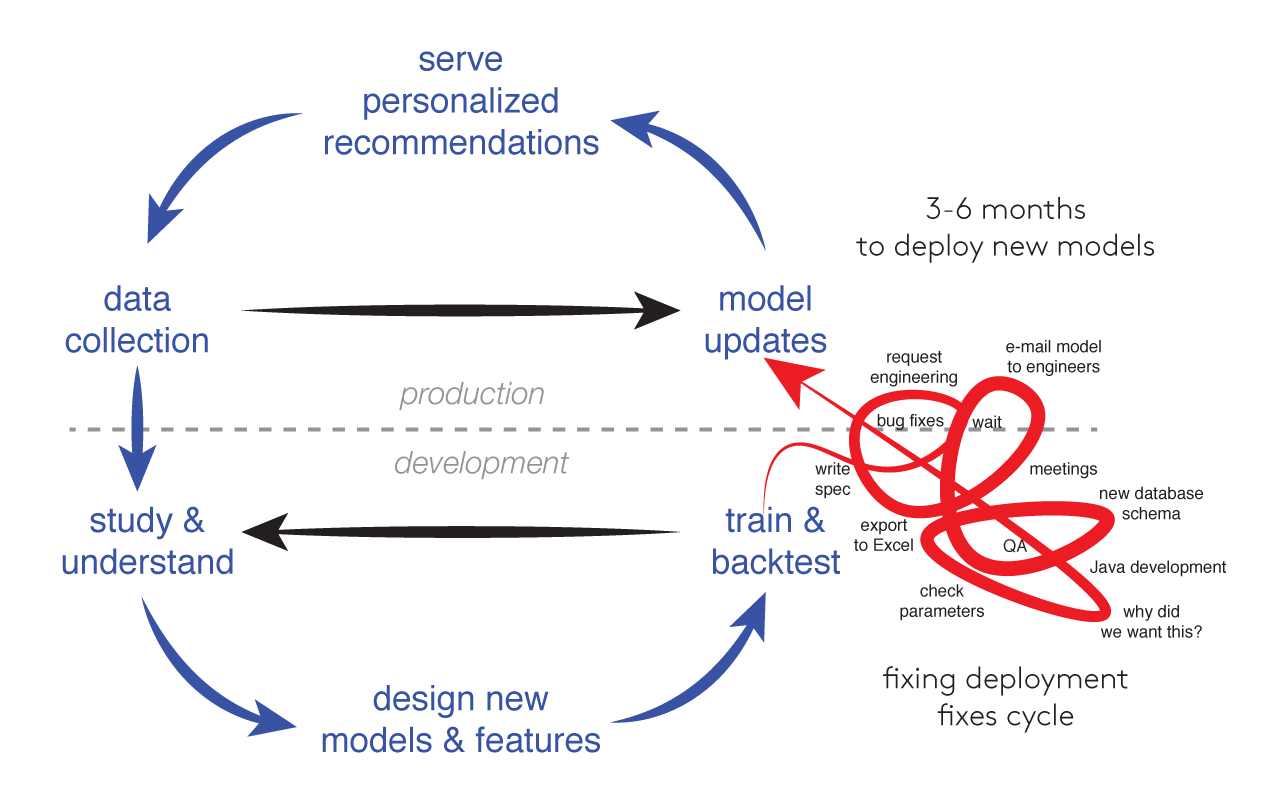 serve
personalized
recommendations
3-6 months
to deploy new models
data
collection
model
updates
request
engineering
e-mail model
to engineers
production
bug fixes
wait
development
write
spec
meetings
new database
schema
study &
understand
train &
backtest
export
to Excel
QA
Java development
check
parameters
why did
we want this?
fixing deployment
fixes cycle
design new
models & features